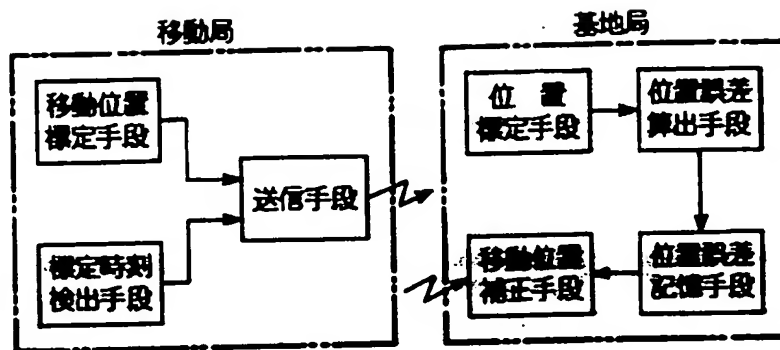 移動局
移動位置
標定手段
標定時刻
検出手段
送信手段
基地局
位置
標定手段
位置誤差
算出手段
移動位置
補正手段
位置誤差
記憶手段